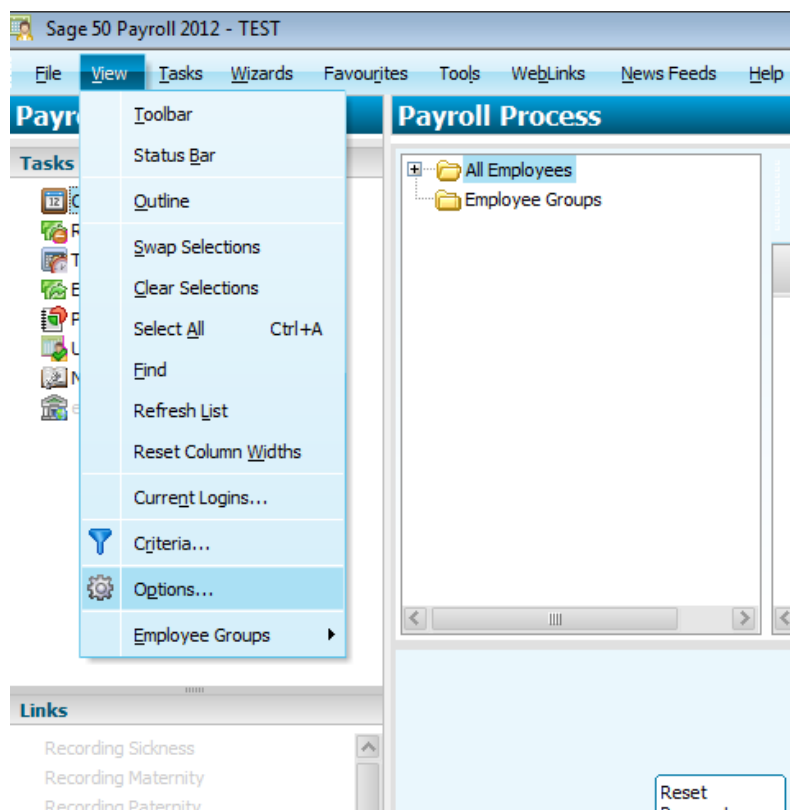 Sage 50 Payroll 2012 - TEST
File View Tasks Wizards Favourites Tools WebLinks News Feeds Help
Payroll Process
Tasks
Toolbar
Status Bar
Outline
Swap Selections
Clear Selections
Select All Ctrl+A
Find
Refresh List
Reset Column Widths
Current Logins...
Criteria...
Options...
Employee Groups
All Employees
Employee Groups
Links
Recording Sickness
Recording Maternity
Recording Paternity
Reset